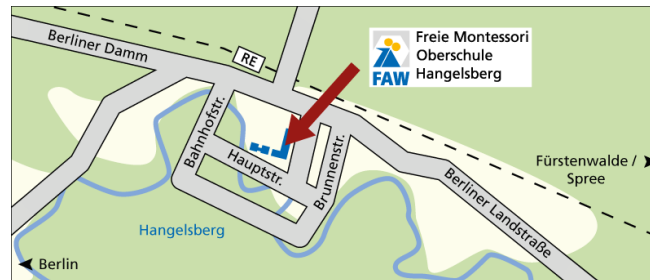 Berliner Damm
RE
FAW
Freie Montessori
Oberschule
Hangelsberg
Bahnhofstr.
Hauptstr.
Brunnenstr.
Berliner Landstraße
Fürstenwalde /
Spree
Hangelsberg
Berlin